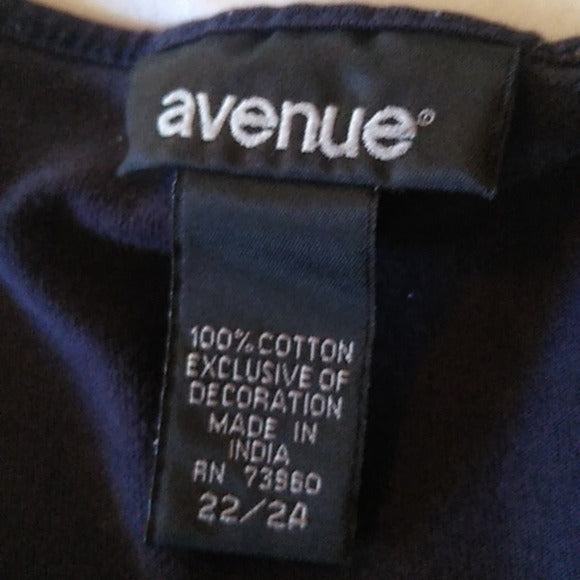 avenue®
100% COTTON
EXCLUSIVE OF
DECORATION
MADE IN
INDIA
RN 73960
22/24